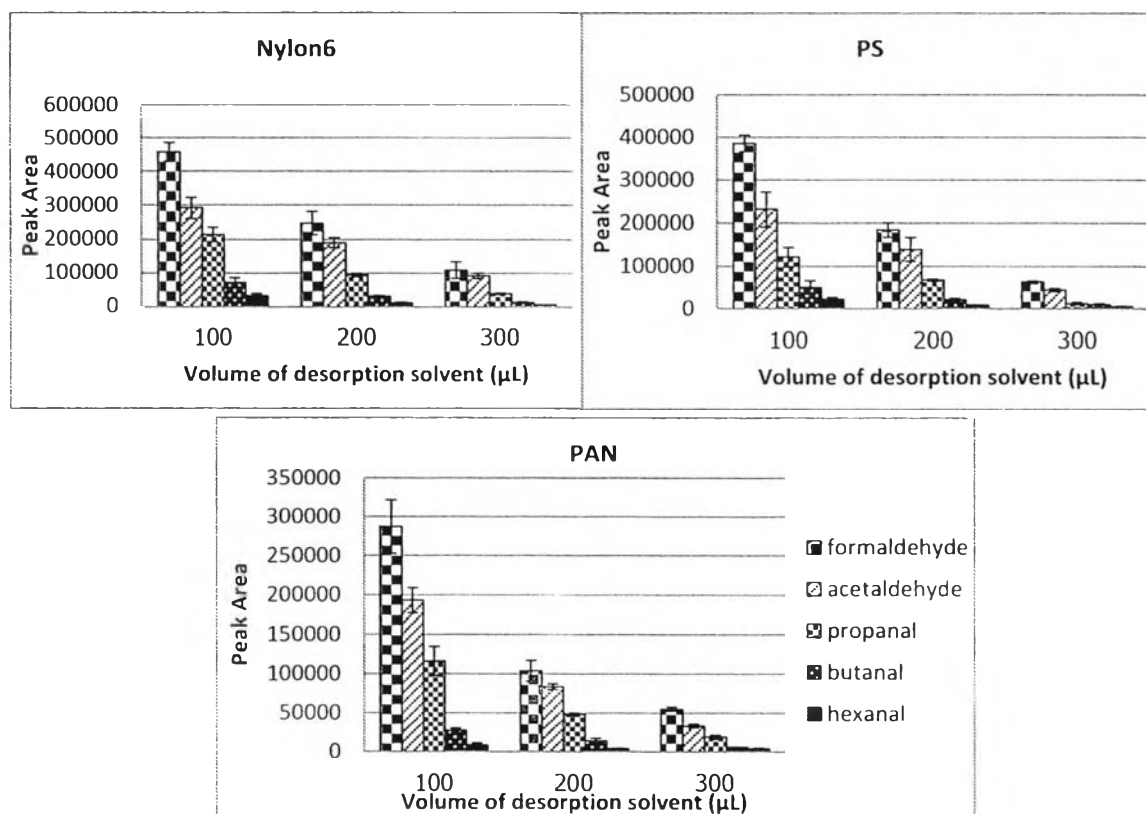 Nylon6
600000
500000
400000
300000
200000
100000
0
Peak Area
100 200 300
Volume of desorption solvent (µL)
PS
500000
400000
300000
200000
100000
0
Peak Area
100 200 300
Volume of desorption solvent (µL)
PAN
350000
300000
250000
200000
150000
100000
50000
0
Peak Area
100 200 300
Volume of desorption solvent (µL)
formaldehyde
acetaldehyde
propanal
butanal
hexanal